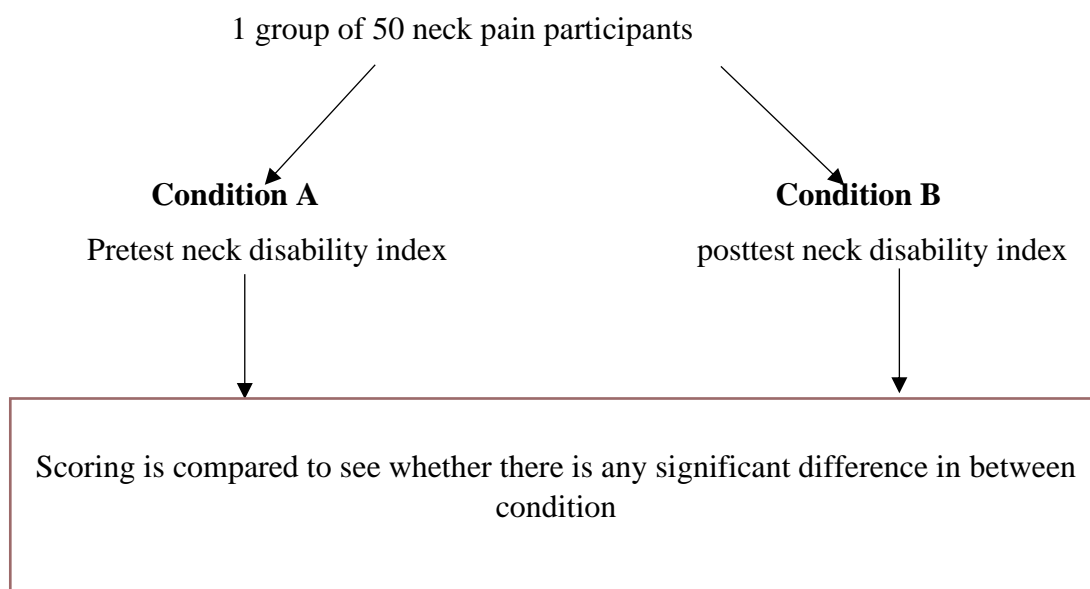 1 group of 50 neck pain participants
Condition A
Condition B
Pretest neck disability index
posttest neck disability index
Scoring is compared to see whether there is any significant difference in between
condition